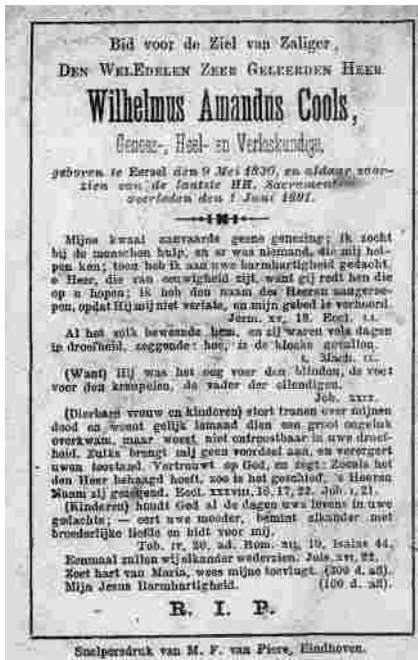 Bid voor de Ziel van Zaliger,
DEN WELEDELEN ZEER GELEERDEN HEER
Wilhelmus Amandus Cools,
Genees-, Heel- en Verloskundige,
geboren te Eersel den 9 Mei 1830, en aldaar voor-
zien van de laatste HH. Sacramenten
overleden den 1 Juni 1891.
Mijne kwaal aanvaarde geene genezing; ik zocht
bij de menschen hulp, en er was niemand, die mij hel-
pen kon; toen heb ik aan uwe barmhartigheid gedacht,
o Heer, die van eeuwigheid zijt, want gij redt hen die
op u hopen; ik heb den naam des Heeren aangeroe-
pen, opdat Hij mij niet verlate, en mijn gebed is verhoord.
Jerm. xv, 18. Eccl. LI.
Al het volk beweende hem, en zij waren vele dagen
in droefheid, zeggende: hoe, is de kloeke gevallen.
I. Mach. IX.
(Want) Hij was het oog voor den blinden, de voet
voor den kreupelen, de vader der ellendigen.
Job. XXIX.
(Dierbare vrouw en kinderen) stort tranen over mijnen
dood en weent gelijk iemand dien een groot ongeluk
overkwam, maar weest niet ontroostbaar in uwe droef-
heid. Zulks brengt mij geen voordeel aan, en verergert
uwen toestand. Vertrouwt op God, en zegt: Zooals het
den Heer behaagd heeft, zoo is het geschied, 's Heeren
Naam zij gezegend. Eccl. XXXVIII, 16, 17, 22. Job. I, 21.
(Kinderen) houdt God al de dagen uws levens in uwe
gedachte; — eert uwe moeder, bemint elkander met
broederlijke liefde en bidt voor mij.
Tob. IV, 20, ad. Rom. XII, 10, Isaias 44.
Eenmaal zullen wij elkander wederzien. Joh. XVI, 22.
Zoet hart van Maria, wees mijne toevlugt. (300 d. afl.)
Mijn Jesus Barmhartigheid. (100 d. afl.)
R. I. P.
Snelpersdruk van M. F. van Piere, Eindhoven.